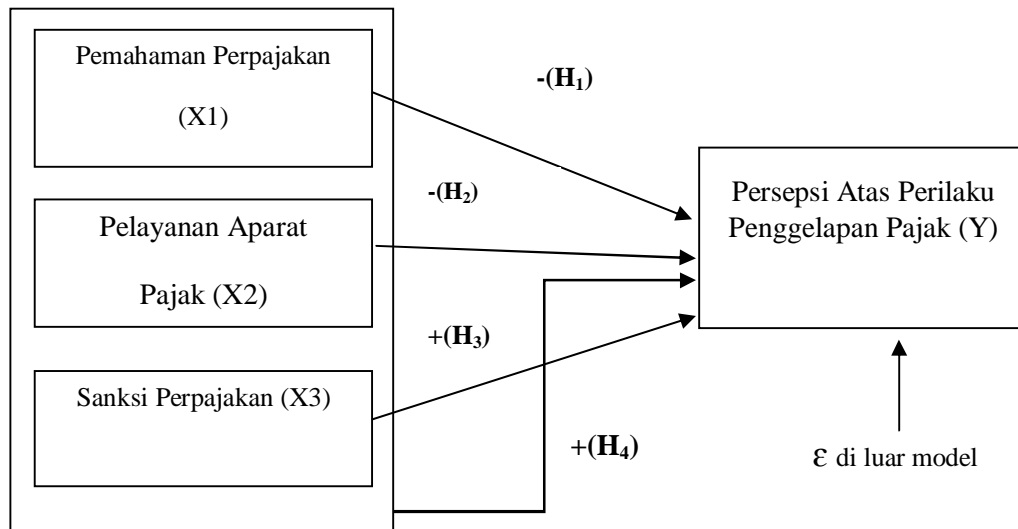 Pemahaman Perpajakan
(X1)
-(H₁)
Pelayanan Aparat
Pajak (X2)
-(H₂)
Persepsi Atas Perilaku
Penggelapan Pajak (Y)
+(H₃)
Sanksi Perpajakan (X3)
+(H₄)
ε di luar model